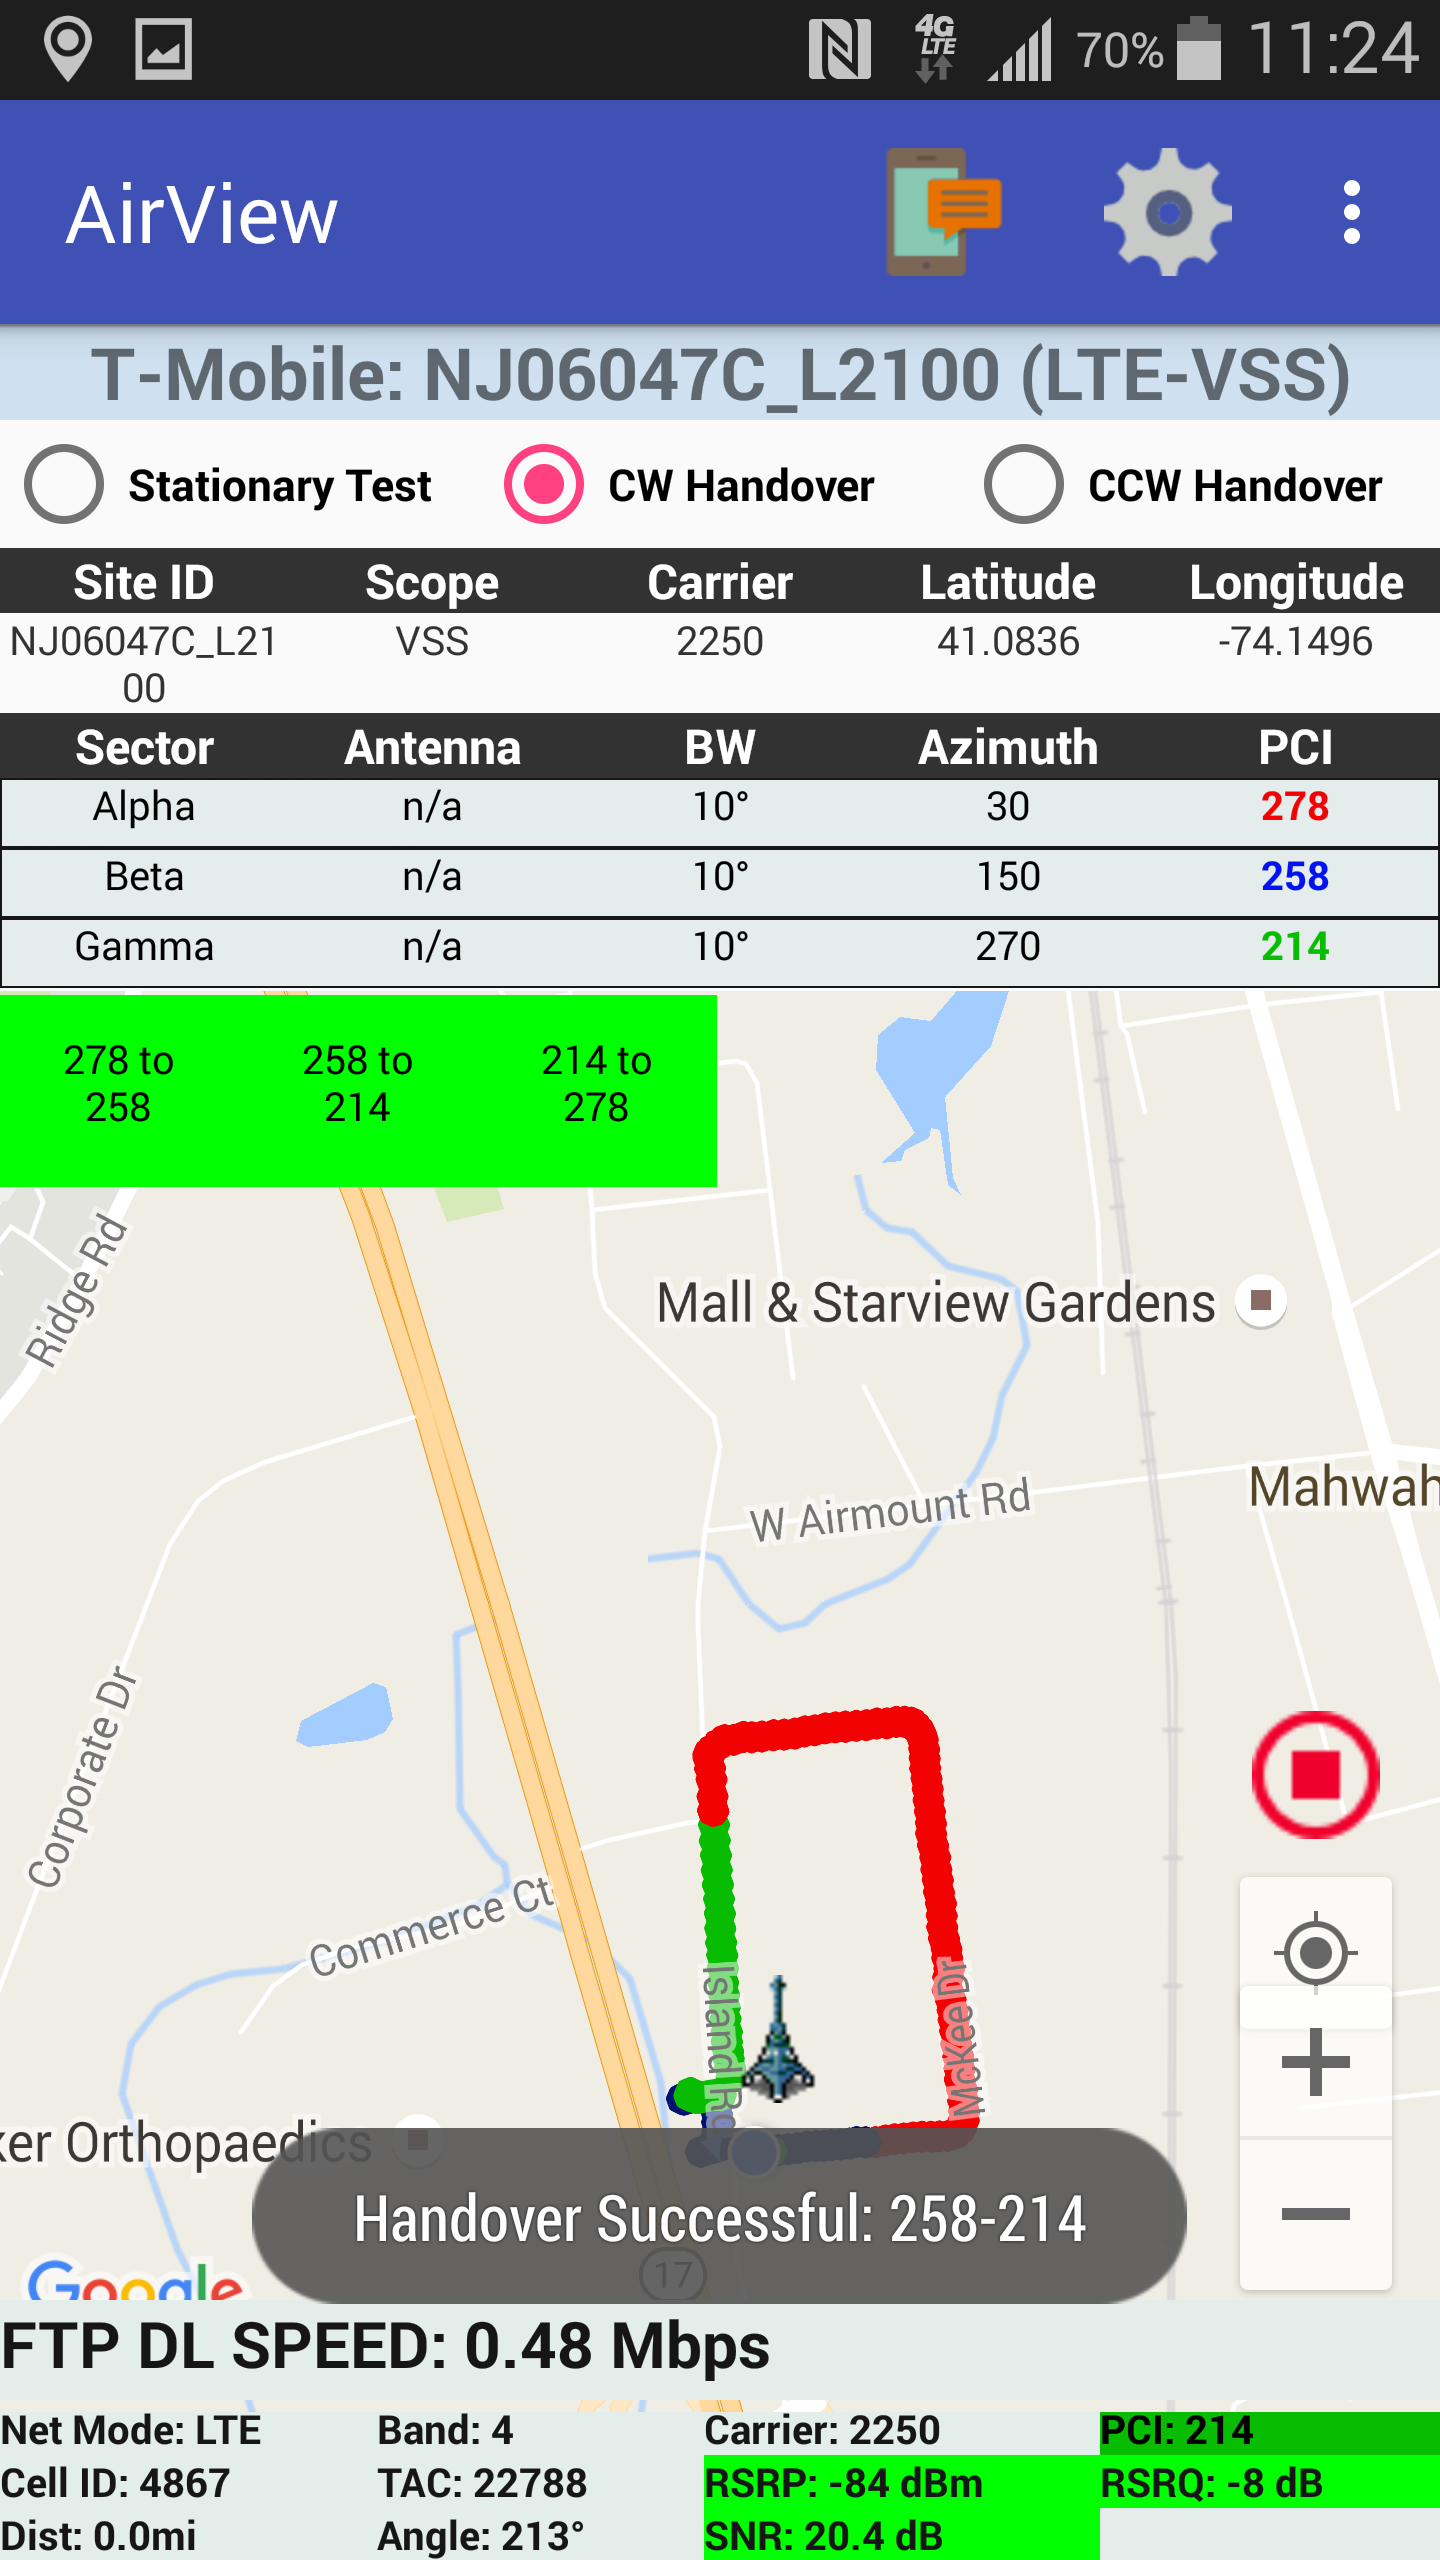 4G
LTE
70%
11:24
AirView
T-Mobile: NJ06047C_L2100 (LTE-VSS)
Stationary Test CW Handover CCW Handover
Site ID Scope Carrier Latitude Longitude
NJ06047C_L21 VSS 2250 41.0836 -74.1496
00
Sector Antenna BW Azimuth PCI
Alpha n/a 10° 30 278
Beta n/a 10° 150 258
Gamma n/a 10° 270 214
278 to 258 to 214 to
258 214 278
Ridge Rd
Mall & Starview Gardens
Mahwah
W Airmount Rd
Corporate Dr
Commerce Ct
Island Rd
McKee Dr
ker Orthopaedics
Handover Successful: 258-214
17
Google
FTP DL SPEED: 0.48 Mbps
Net Mode: LTE Band: 4 Carrier: 2250 PCI: 214
Cell ID: 4867 TAC: 22788 RSRP: -84 dBm RSRQ: -8 dB
Dist: 0.0mi Angle: 213° SNR: 20.4 dB